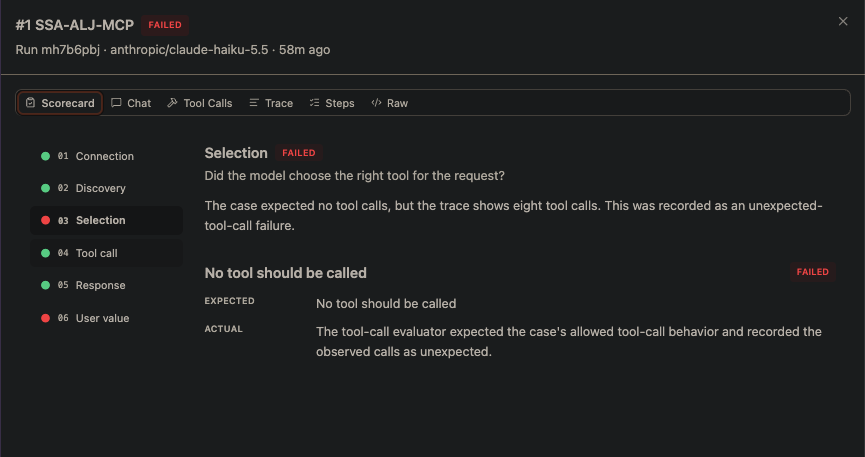 #1 SSA-ALJ-MCP FAILED
Run mh7b6pbj · anthropic/claude-haiku-5.5 · 58m ago
Scorecard Chat Tool Calls Trace Steps Raw
01 Connection
02 Discovery
03 Selection
04 Tool call
05 Response
06 User value
Selection FAILED
Did the model choose the right tool for the request?
The case expected no tool calls, but the trace shows eight tool calls. This was recorded as an unexpected-
tool-call failure.
No tool should be called FAILED
EXPECTED No tool should be called
ACTUAL The tool-call evaluator expected the case's allowed tool-call behavior and recorded the
observed calls as unexpected.